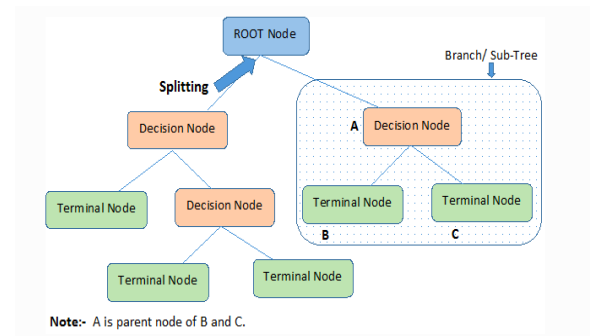 ROOT Node
Branch/ Sub-Tree
Splitting
Decision Node
A
Decision Node
Terminal Node
Decision Node
Terminal Node
Terminal Node
B
C
Terminal Node
Terminal Node
Note:- A is parent node of B and C.